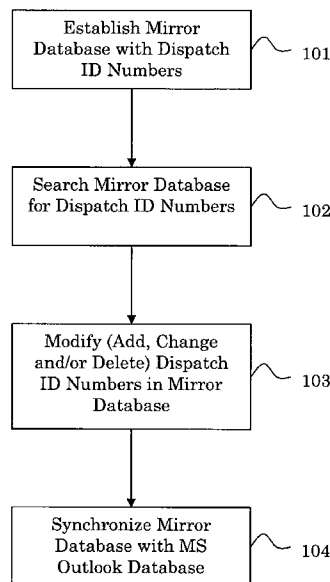 Establish Mirror
Database with Dispatch
ID Numbers
101
Search Mirror Database
for Dispatch ID Numbers
102
Modify (Add, Change
and/or Delete) Dispatch
ID Numbers in Mirror
Database
103
Synchronize Mirror
Database with MS
Outlook Database
104